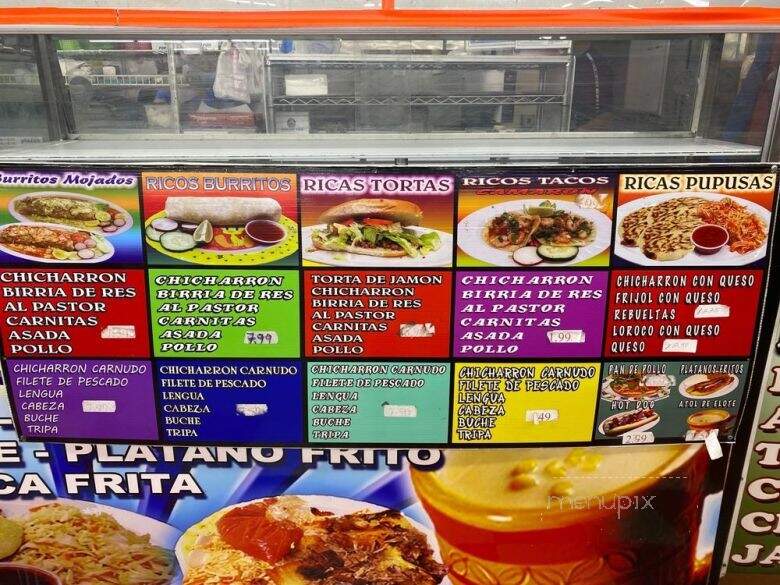 Burritos Mojados
RICOS BURRITOS
RICAS TORTAS
RICOS TACOS
RICAS PUPUSAS
CHICHARRON
BIRRIA DE RES
AL PASTOR
CARNITAS
ASADA
POLLO
CHICHARRON
BIRRIA DE RES
AL PASTOR
CARNITAS
ASADA 7.99
POLLO
TORTA DE JAMON
CHICHARRON
BIRRIA DE RES
AL PASTOR
CARNITAS
ASADA
POLLO
CHICHARRON
BIRRIA DE RES
AL PASTOR
CARNITAS
ASADA
POLLO
CHICHARRON CON QUESO
FRIJOL CON QUESO
REBUELTAS
LOROCO CON QUESO
QUESO
CHICHARRON CARNUDO
FILETE DE PESCADO
LENGUA
CABEZA
BUCHE
TRIPA
CHICHARRON CARNUDO
FILETE DE PESCADO
LENGUA
CABEZA
BUCHE
TRIPA
CHICHARRON CARNUDO
FILETE DE PESCADO
LENGUA
CABEZA
BUCHE
TRIPA
CHICHARRON CARNUDO
FILETE DE PESCADO
LENGUA
CABEZA
BUCHE
TRIPA
PAN DE POLLO
PLATANOS FRITOS
HOT DOG
ATOL DE ELOTE
2.99
- PLATANO FRITO
CA FRITA
menupix